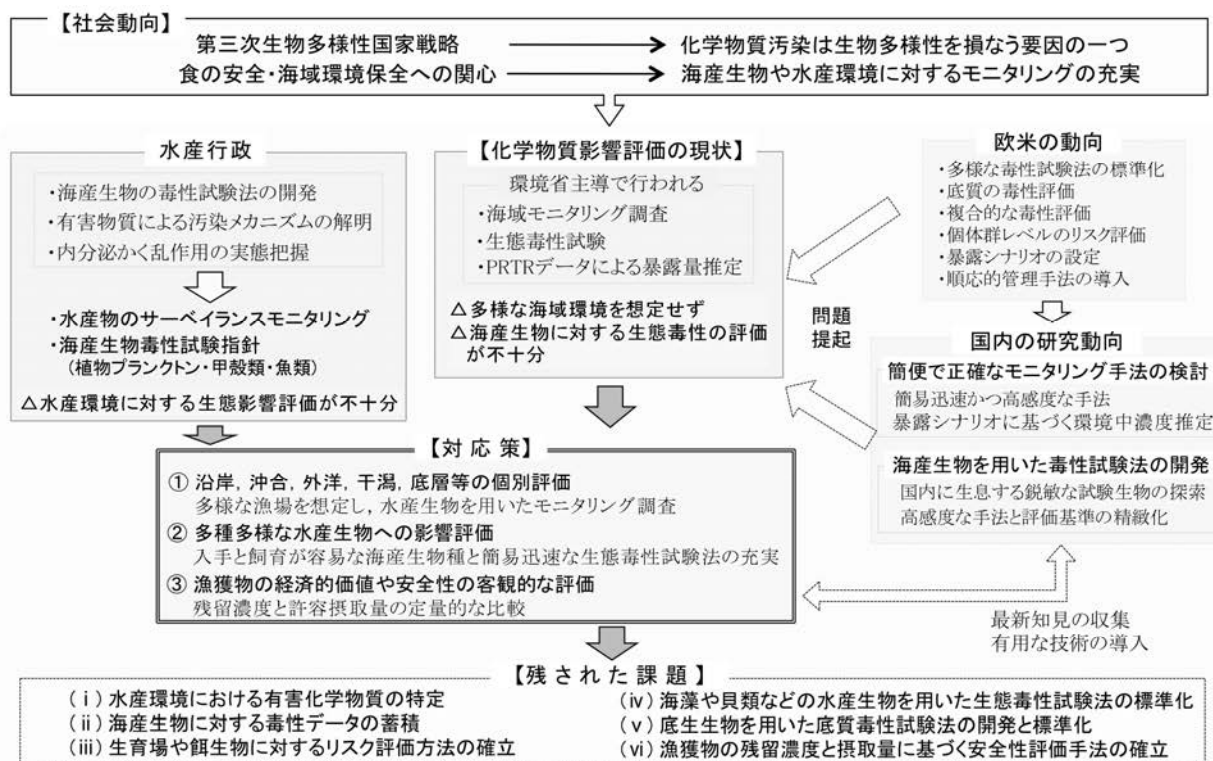 【社会動向】
第三次生物多様性国家戦略
化学物質汚染は生物多様性を損なう要因の一つ
食の安全・海域環境保全への関心
海産生物や水産環境に対するモニタリングの充実
水産行政
・海産生物の毒性試験法の開発
・有害物質による汚染メカニズムの解明
・内分泌かく乱作用の実態把握
・水産物のサーベイランスモニタリング
・海産生物毒性試験指針
(植物プランクトン・甲殻類・魚類)
△水産環境に対する生態影響評価が不十分
【化学物質影響評価の現状】
環境省主導で行われる
・海域モニタリング調査
・生態毒性試験
・PRTRデータによる暴露量推定
△多様な海域環境を想定せず
△海産生物に対する生態毒性の評価
が不十分
問題
提起
欧米の動向
・多様な毒性試験法の標準化
・底質の毒性評価
・複合的な毒性評価
・個体群レベルのリスク評価
・暴露シナリオの設定
・順応的管理手法の導入
国内の研究動向
簡便で正確なモニタリング手法の検討
簡易迅速かつ高感度な手法
暴露シナリオに基づく環境中濃度推定
海産生物を用いた毒性試験法の開発
国内に生息する鋭敏な試験生物の探索
高感度な手法と評価基準の精緻化
【対応策】
① 沿岸, 沖合, 外洋, 干潟, 底層等の個別評価
多様な漁場を想定し, 水産生物を用いたモニタリング調査
② 多種多様な水産生物への影響評価
入手と飼育が容易な海産生物種と簡易迅速な生態毒性試験法の充実
③ 漁獲物の経済的価値や安全性の客観的な評価
残留濃度と許容摂取量の定量的な比較
最新知見の収集
有用な技術の導入
【残された課題】
(ⅰ) 水産環境における有害化学物質の特定
(ⅱ) 海産生物に対する毒性データの蓄積
(ⅲ) 生育場や餌生物に対するリスク評価方法の確立
(ⅳ) 海藻や貝類などの水産生物を用いた生態毒性試験法の標準化
(ⅴ) 底生生物を用いた底質毒性試験法の開発と標準化
(ⅵ) 漁獲物の残留濃度と摂取量に基づく安全性評価手法の確立